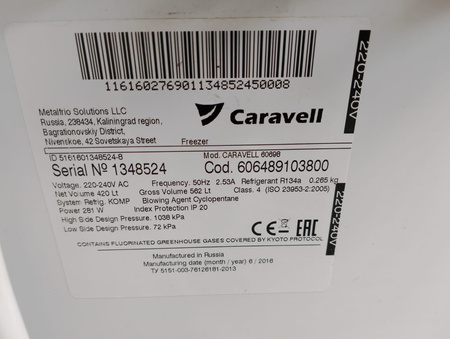 116160276901134852450008
Metalfrio Solutions LLC
Russia, 238434, Kaliningrad region,
Bagrationovskiy District,
Nivenskoe, 42 Sovetskaya Street
Caravell
Freezer
ID 5161601348524-8
Mod. CARAVELL 60698
Serial Nº 1348524
Cod. 606489103800
Voltage, 220-240V AC Frequency, 50Hz 2.53A Refrigerant R134a 0.265 kg
Net Volume 420 Lt Gross Volume 562 Lt Class. 4 (ISO 23953-2:2005)
System Refrig. KOMP Blowing Agent Cyclopentane
Power 281 W Index Protection IP 20
High Side Design Pressure: 1038 kPa
Low Side Design Pressure: 72 kPa
CE EAC
CONTAINS FLUORINATED GREENHOUSE GASES COVERED BY KYOTO PROTOCOL
Manufactured in Russia
Manufacturing date (month / year) 6 / 2016
ТУ 5151-003-76126181-2013
220-240V
220-240V